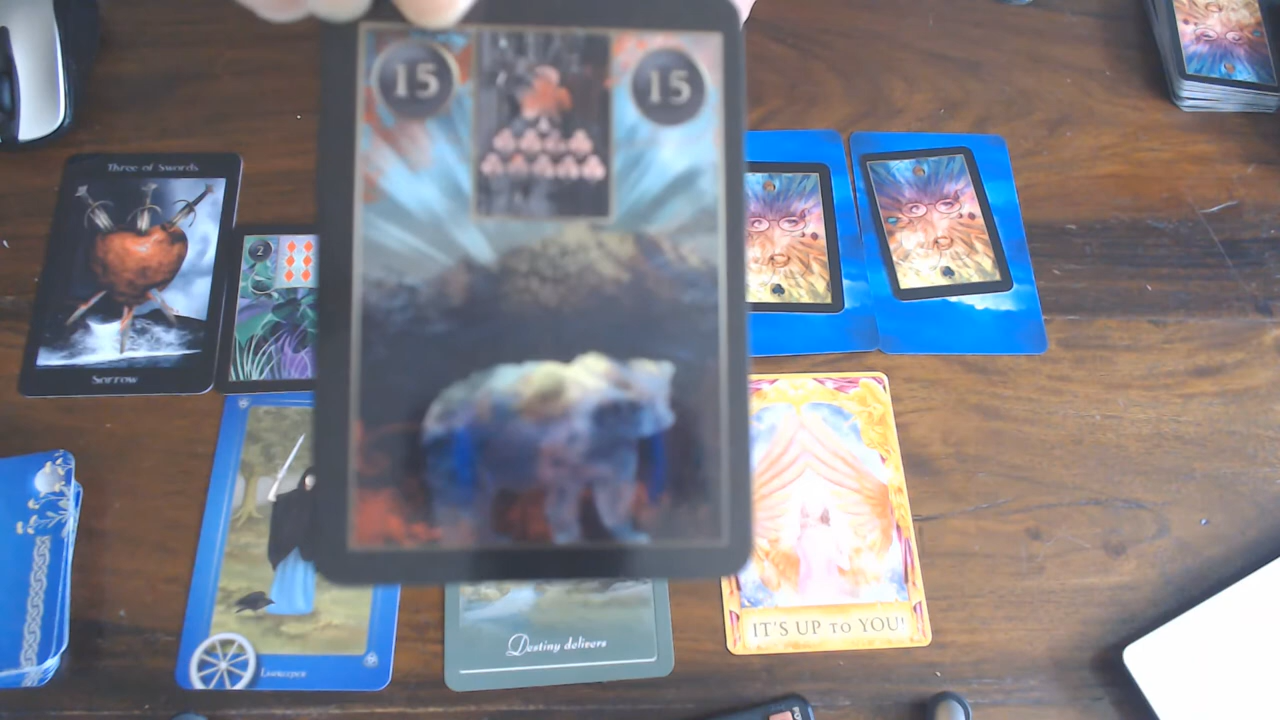 15 15
Three of Swords
2
Sorrow
Destiny delivers
IT'S UP TO YOU!